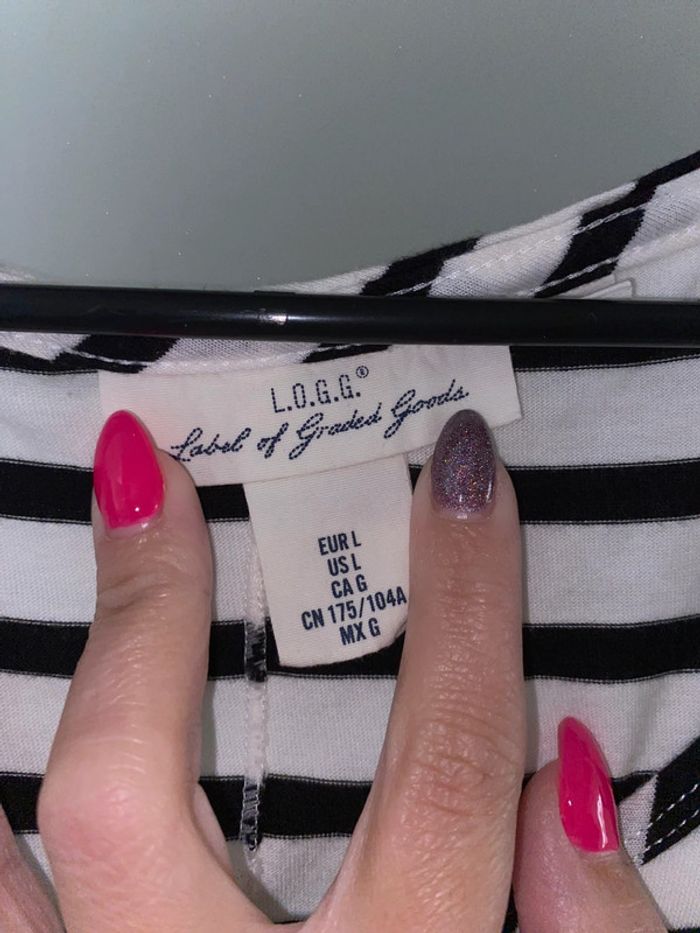 L.O.G.G.®
Label of Graded Goods
EUR L
US L
CA G
CN 175/104A
MX G